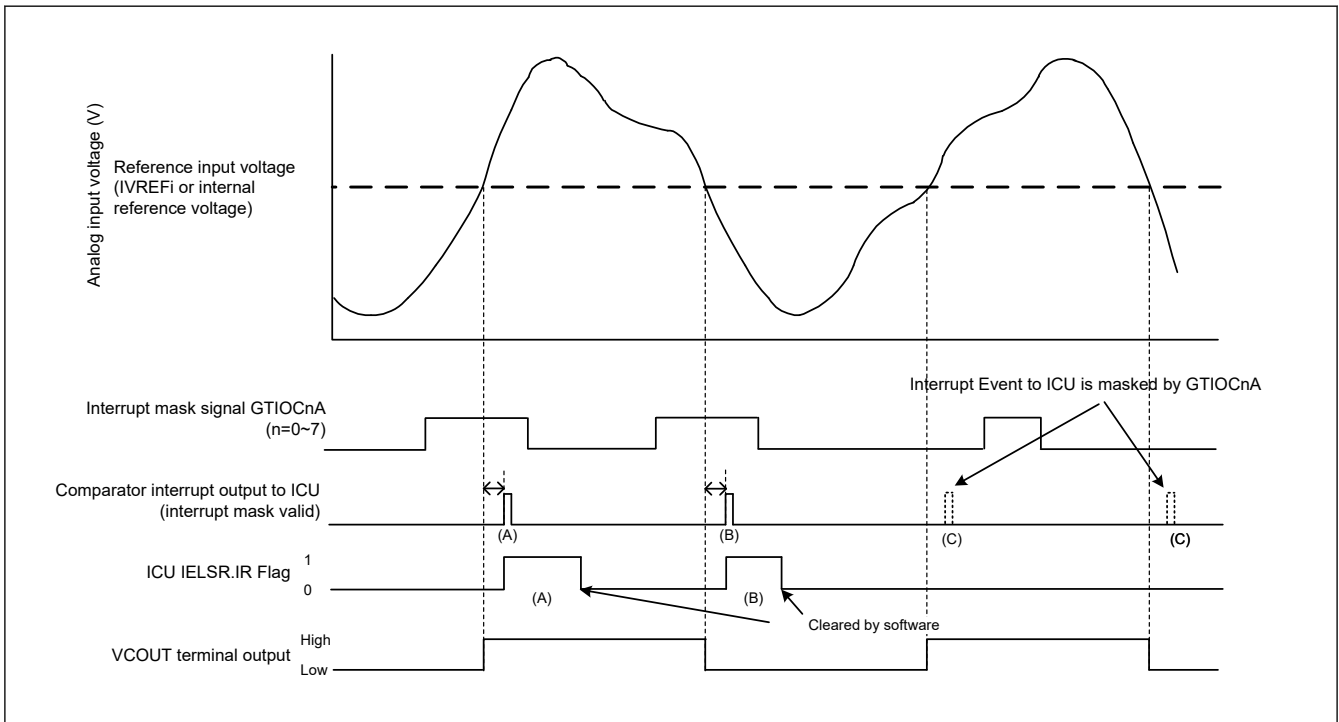 Analog input voltage (V)
Reference input voltage
(IVREFi or internal
reference voltage)
Interrupt Event to ICU is masked by GTIOCnA
Interrupt mask signal GTIOCnA
(n=0~7)
Comparator interrupt output to ICU
(interrupt mask valid)
(A)
(B)
(C)
(C)
ICU IELSR.IR Flag
1
0
(A)
(B)
Cleared by software
VCOUT terminal output
High
Low